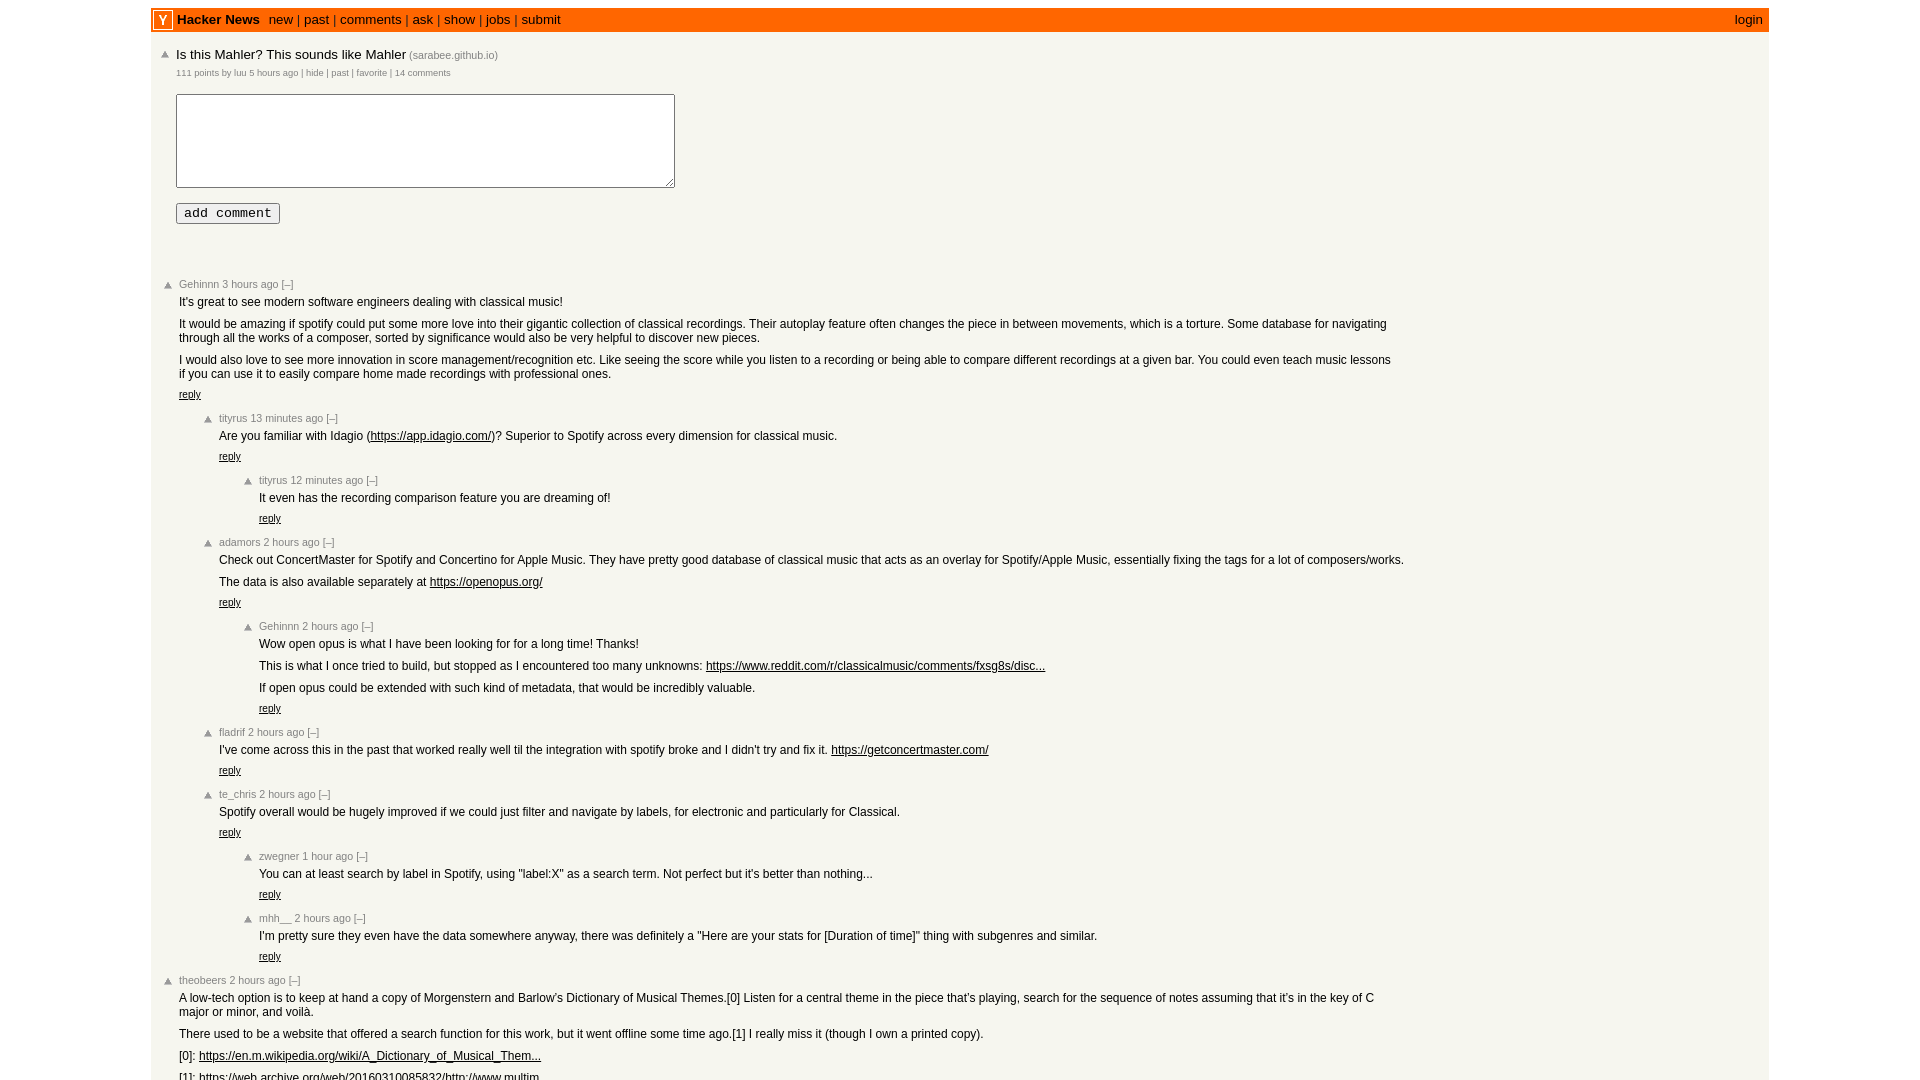 Y Hacker News new | past | comments | ask | show | jobs | submit login
Is this Mahler? This sounds like Mahler (sarabee.github.io)
111 points by luu 5 hours ago | hide | past | favorite | 14 comments
add comment
Gehinnn 3 hours ago [–]
It's great to see modern software engineers dealing with classical music!
It would be amazing if spotify could put some more love into their gigantic collection of classical recordings. Their autoplay feature often changes the piece in between movements, which is a torture. Some database for navigating
through all the works of a composer, sorted by significance would also be very helpful to discover new pieces.
I would also love to see more innovation in score management/recognition etc. Like seeing the score while you listen to a recording or being able to compare different recordings at a given bar. You could even teach music lessons
if you can use it to easily compare home made recordings with professional ones.
reply
tityrus 13 minutes ago [–]
Are you familiar with Idagio (https://app.idagio.com/)? Superior to Spotify across every dimension for classical music.
reply
tityrus 12 minutes ago [–]
It even has the recording comparison feature you are dreaming of!
reply
adamors 2 hours ago [–]
Check out ConcertMaster for Spotify and Concertino for Apple Music. They have pretty good database of classical music that acts as an overlay for Spotify/Apple Music, essentially fixing the tags for a lot of composers/works.
The data is also available separately at https://openopus.org/
reply
Gehinnn 2 hours ago [–]
Wow open opus is what I have been looking for for a long time! Thanks!
This is what I once tried to build, but stopped as I encountered too many unknowns: https://www.reddit.com/r/classicalmusic/comments/fxsg8s/disc...
If open opus could be extended with such kind of metadata, that would be incredibly valuable.
reply
fladrif 2 hours ago [–]
I've come across this in the past that worked really well til the integration with spotify broke and I didn't try and fix it. https://getconcertmaster.com/
reply
te_chris 2 hours ago [–]
Spotify overall would be hugely improved if we could just filter and navigate by labels, for electronic and particularly for Classical.
reply
zwegner 1 hour ago [–]
You can at least search by label in Spotify, using "label:X" as a search term. Not perfect but it's better than nothing...
reply
mhh__ 2 hours ago [–]
I'm pretty sure they even have the data somewhere anyway, there was definitely a "Here are your stats for [Duration of time]" thing with subgenres and similar.
reply
theobeers 2 hours ago [–]
A low-tech option is to keep at hand a copy of Morgenstern and Barlow’s Dictionary of Musical Themes.[0] Listen for a central theme in the piece that’s playing, search for the sequence of notes assuming that it’s in the key of C
major or minor, and voilà.
There used to be a website that offered a search function for this work, but it went offline some time ago.[1] I really miss it (though I own a printed copy).
[0]: https://en.m.wikipedia.org/wiki/A_Dictionary_of_Musical_Them...
[1]: https://web.archive.org/web/20160310085832/http://www.multim...